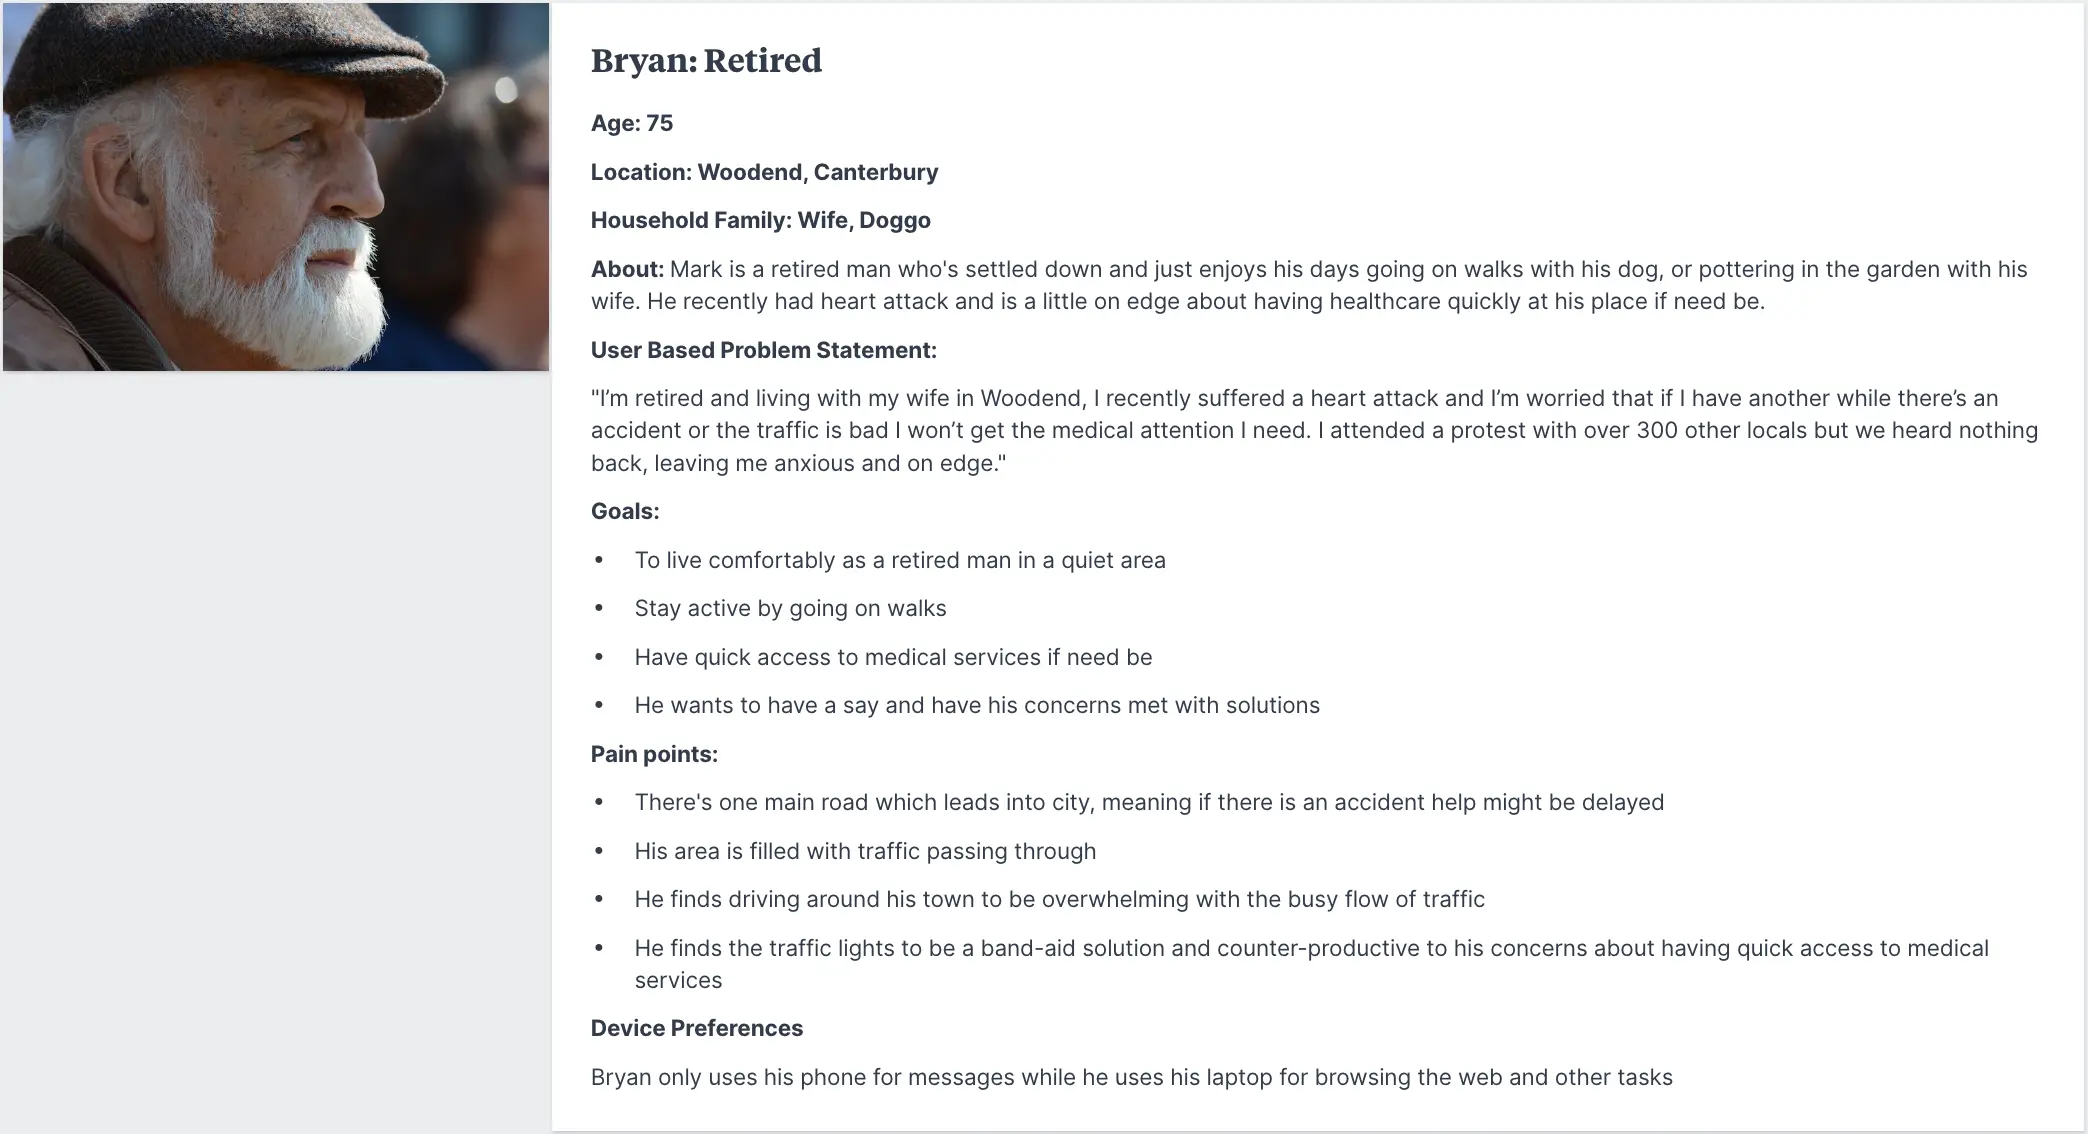 Bryan: Retired
Age: 75
Location: Woodend, Canterbury
Household Family: Wife, Doggo
About: Mark is a retired man who's settled down and just enjoys his days going on walks with his dog, or pottering in the garden with his
wife. He recently had heart attack and is a little on edge about having healthcare quickly at his place if need be.
User Based Problem Statement:
"I’m retired and living with my wife in Woodend, I recently suffered a heart attack and I’m worried that if I have another while there’s an
accident or the traffic is bad I won’t get the medical attention I need. I attended a protest with over 300 other locals but we heard nothing
back, leaving me anxious and on edge."
Goals:
• To live comfortably as a retired man in a quiet area
• Stay active by going on walks
• Have quick access to medical services if need be
• He wants to have a say and have his concerns met with solutions
Pain points:
• There's one main road which leads into city, meaning if there is an accident help might be delayed
• His area is filled with traffic passing through
• He finds driving around his town to be overwhelming with the busy flow of traffic
• He finds the traffic lights to be a band-aid solution and counter-productive to his concerns about having quick access to medical
services
Device Preferences
Bryan only uses his phone for messages while he uses his laptop for browsing the web and other tasks